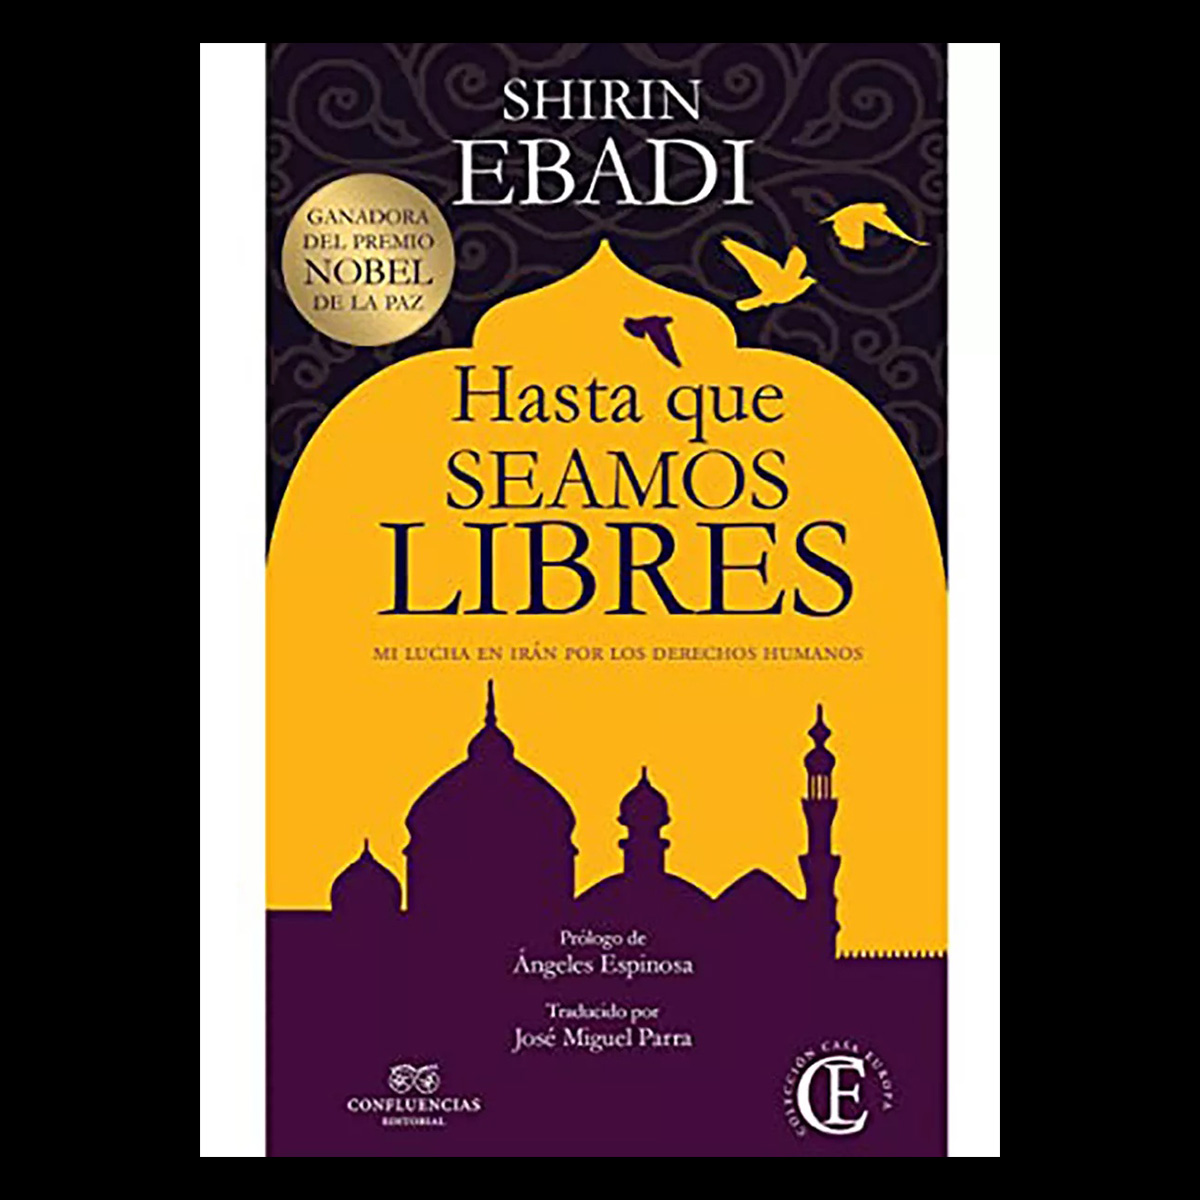 SHIRIN
EBADI
GANADORA
DEL PREMIO
NOBEL
DE LA PAZ
Hasta que
SEAMOS
LIBRES
MI LUCHA EN IRÁN POR LOS DERECHOS HUMANOS
Prólogo de
Ángeles Espinosa
Traducido por
José Miguel Parra
CONFLUENCIAS
EDITORIAL
COLECCIÓN CASA EUROPA
CE